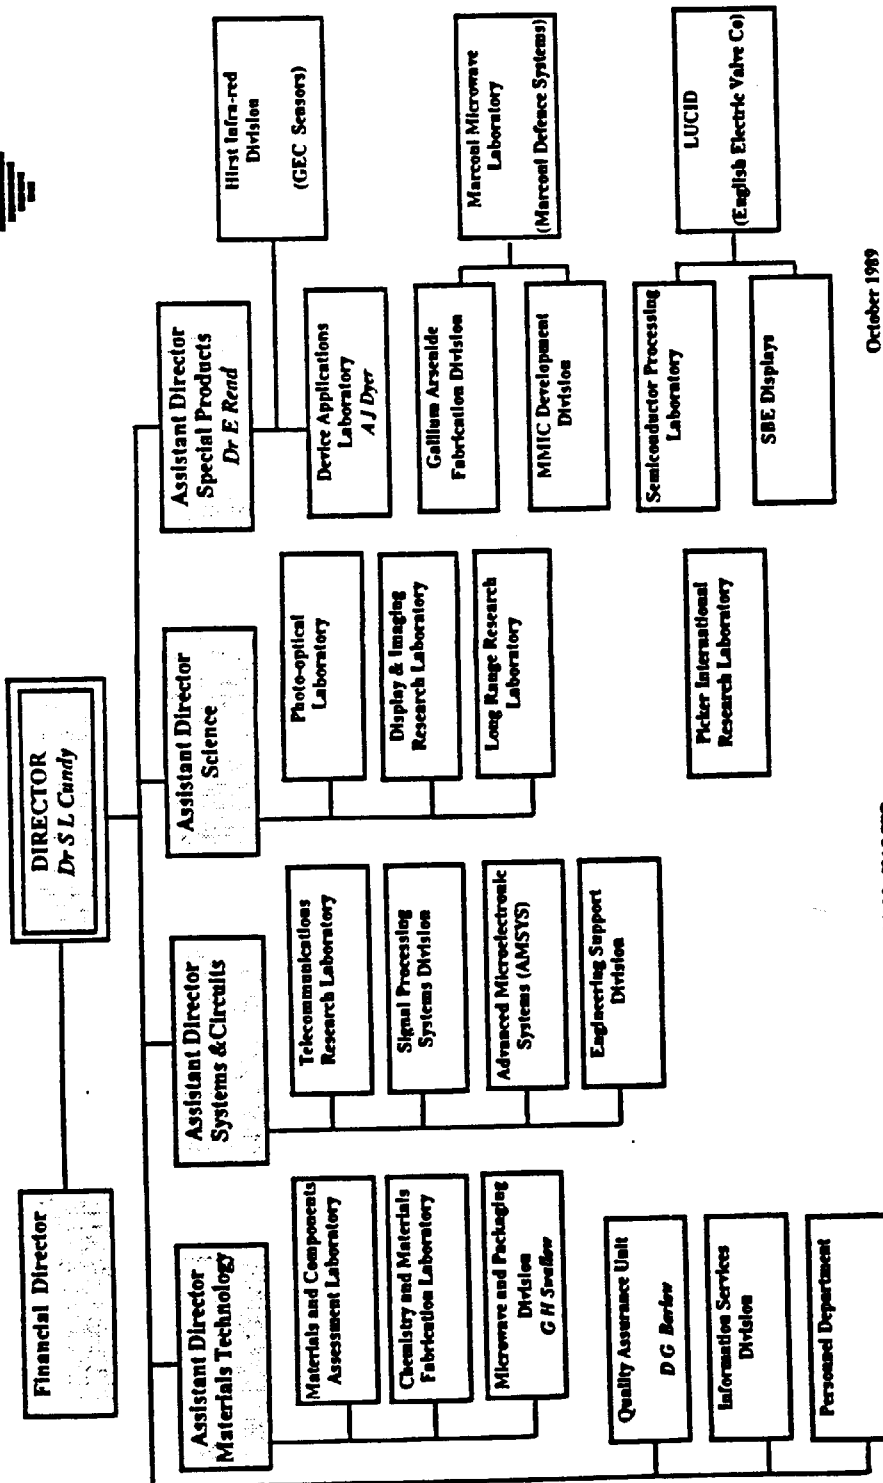 DIRECTOR
Dr S L Cundy
Financial Director
Assistant Director
Materials Technology
Materials and Components
Assessment Laboratory
Chemistry and Materials
Fabrication Laboratory
Microwave and Packaging
Division
G H Swallow
Quality Assurance Unit
D G Barlow
Information Services
Division
Personnel Department
Assistant Director
Systems & Circuits
Telecommunications
Research Laboratory
Signal Processing
Systems Division
Advanced Microelectronic
Systems (AMSYS)
Engineering Support
Division
Assistant Director
Science
Photo-optical
Laboratory
Display & Imaging
Research Laboratory
Long Range Research
Laboratory
Picker International
Research Laboratory
Assistant Director
Special Products
Dr E Read
Device Applications
Laboratory
A J Dyer
Gallium Arsenide
Fabrication Division
MMIC Development
Division
Semiconductor Processing
Laboratory
SBE Displays
Hirst Infra-red
Division
(GEC Sensors)
Marconi Microwave
Laboratory
(Marconi Defence Systems)
LUCID
(English Electric Valve Co)
October 1989